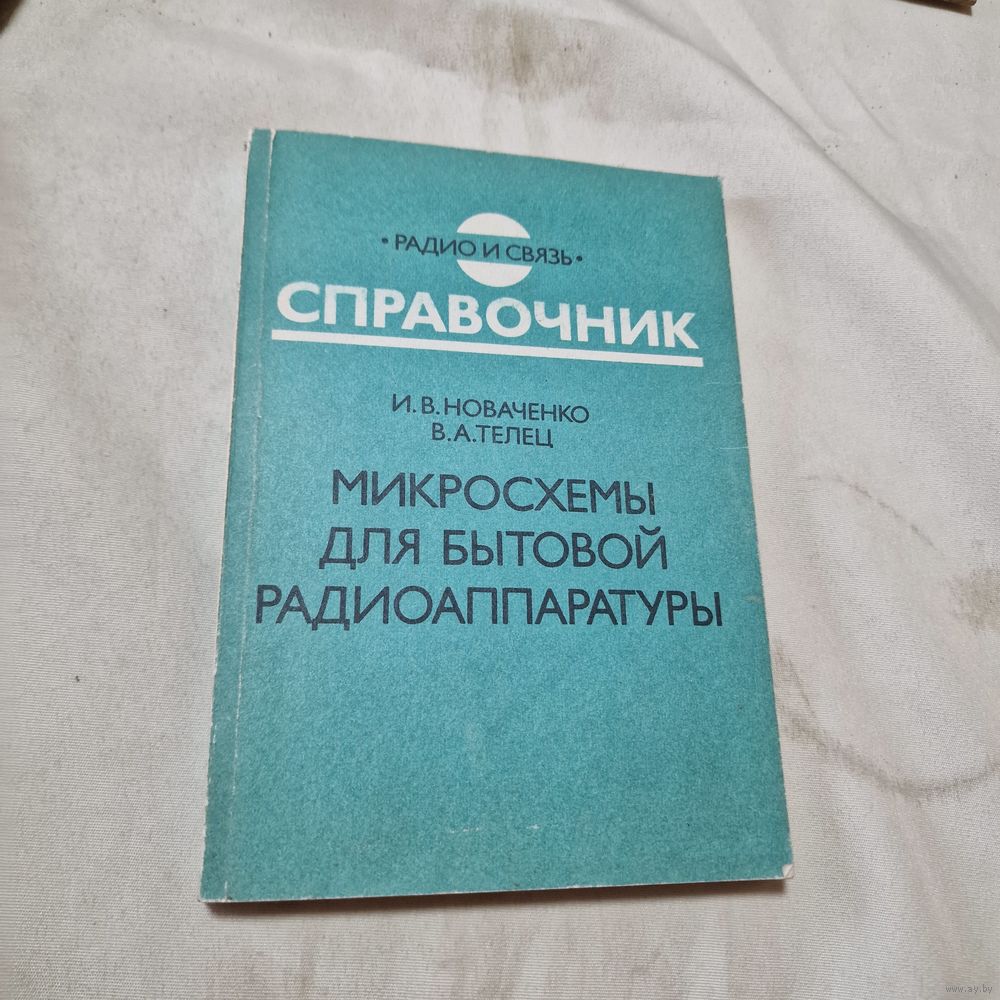 • РАДИО И СВЯЗЬ •
СПРАВОЧНИК
И. В. НОВАЧЕНКО
В. А. ТЕЛЕЦ
МИКРОСХЕМЫ
ДЛЯ БЫТОВОЙ
РАДИОАППАРАТУРЫ
www.ay.by